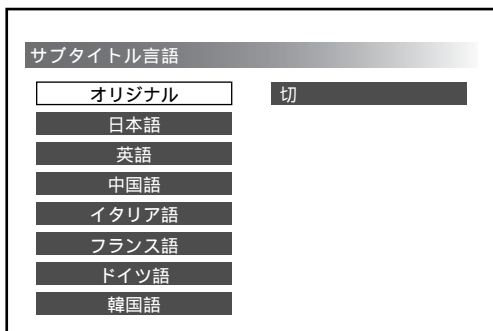 サブタイトル言語
オリジナル
日本語
英語
中国語
イタリア語
フランス語
ドイツ語
韓国語
切